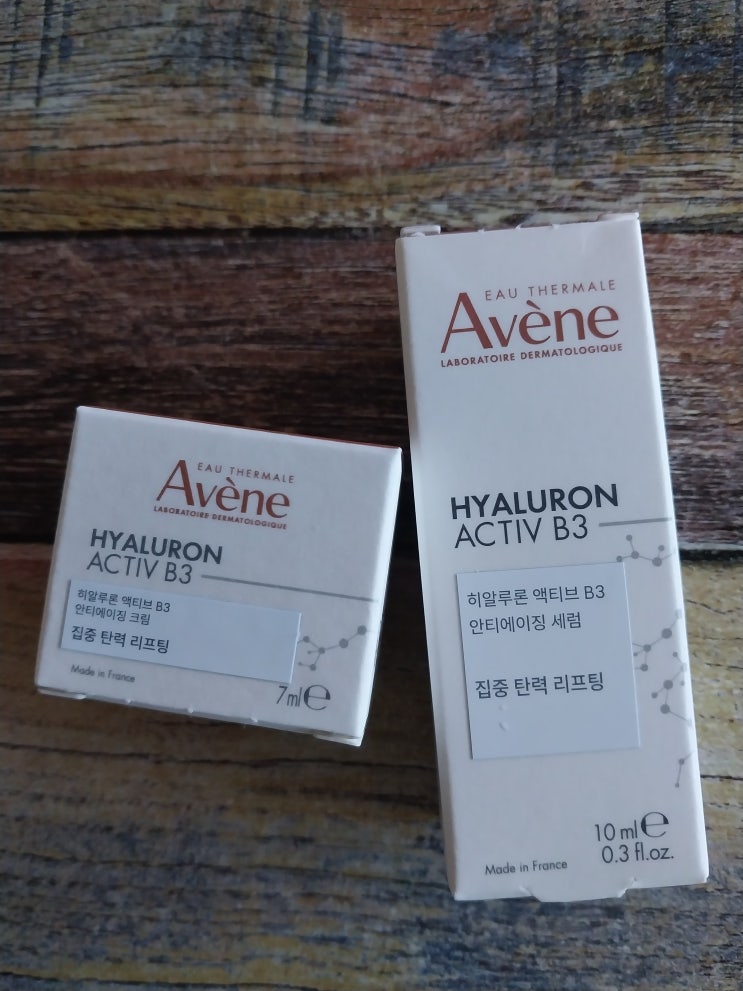 EAU THERMALE
Avène
LABORATOIRE DERMATOLOGIQUE
HYALURON
ACTIV B3
히알루론 액티브 B3
안티에이징 크림
집중 탄력 리프팅
Made in France
7ml℮
EAU THERMALE
Avène
LABORATOIRE DERMATOLOGIQUE
HYALURON
ACTIV B3
히알루론 액티브 B3
안티에이징 세럼
집중 탄력 리프팅
10 ml℮
Made in France 0.3 fl.oz.